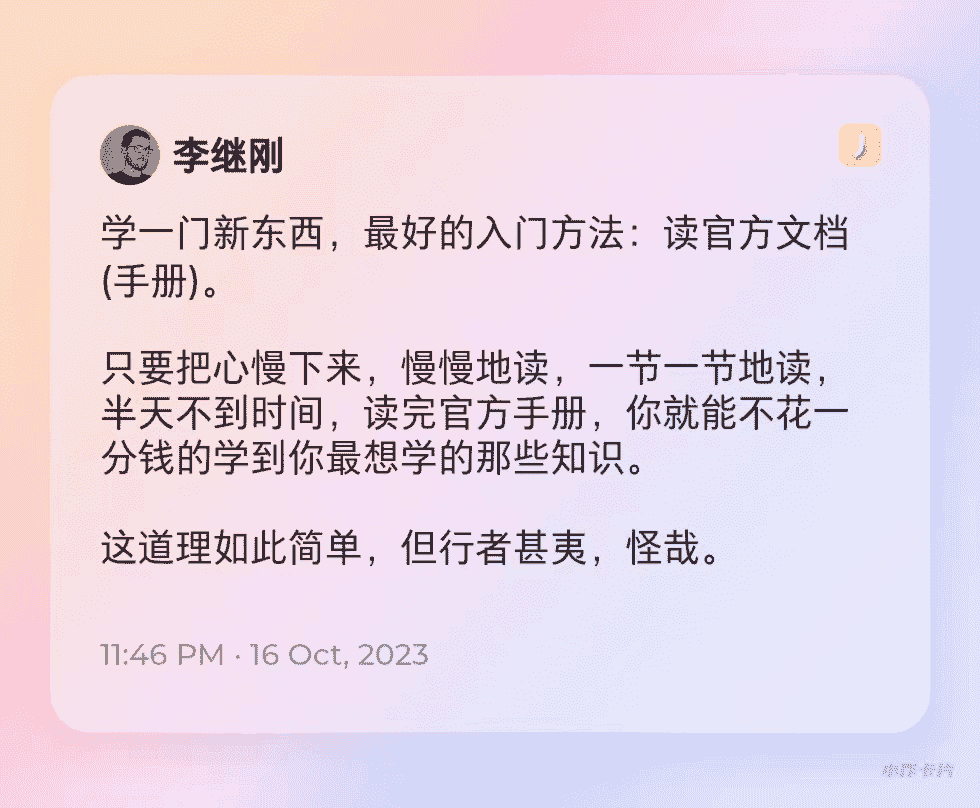 李继刚
学一门新东西，最好的入门方法：读官方文档
(手册)。
只要把心慢下来，慢慢地读，一节一节地读，
半天不到时间，读完官方手册，你就能不花一
分钱的学到你最想学的那些知识。
这道理如此简单，但行者甚夷，怪哉。
11:46 PM · 16 Oct, 2023